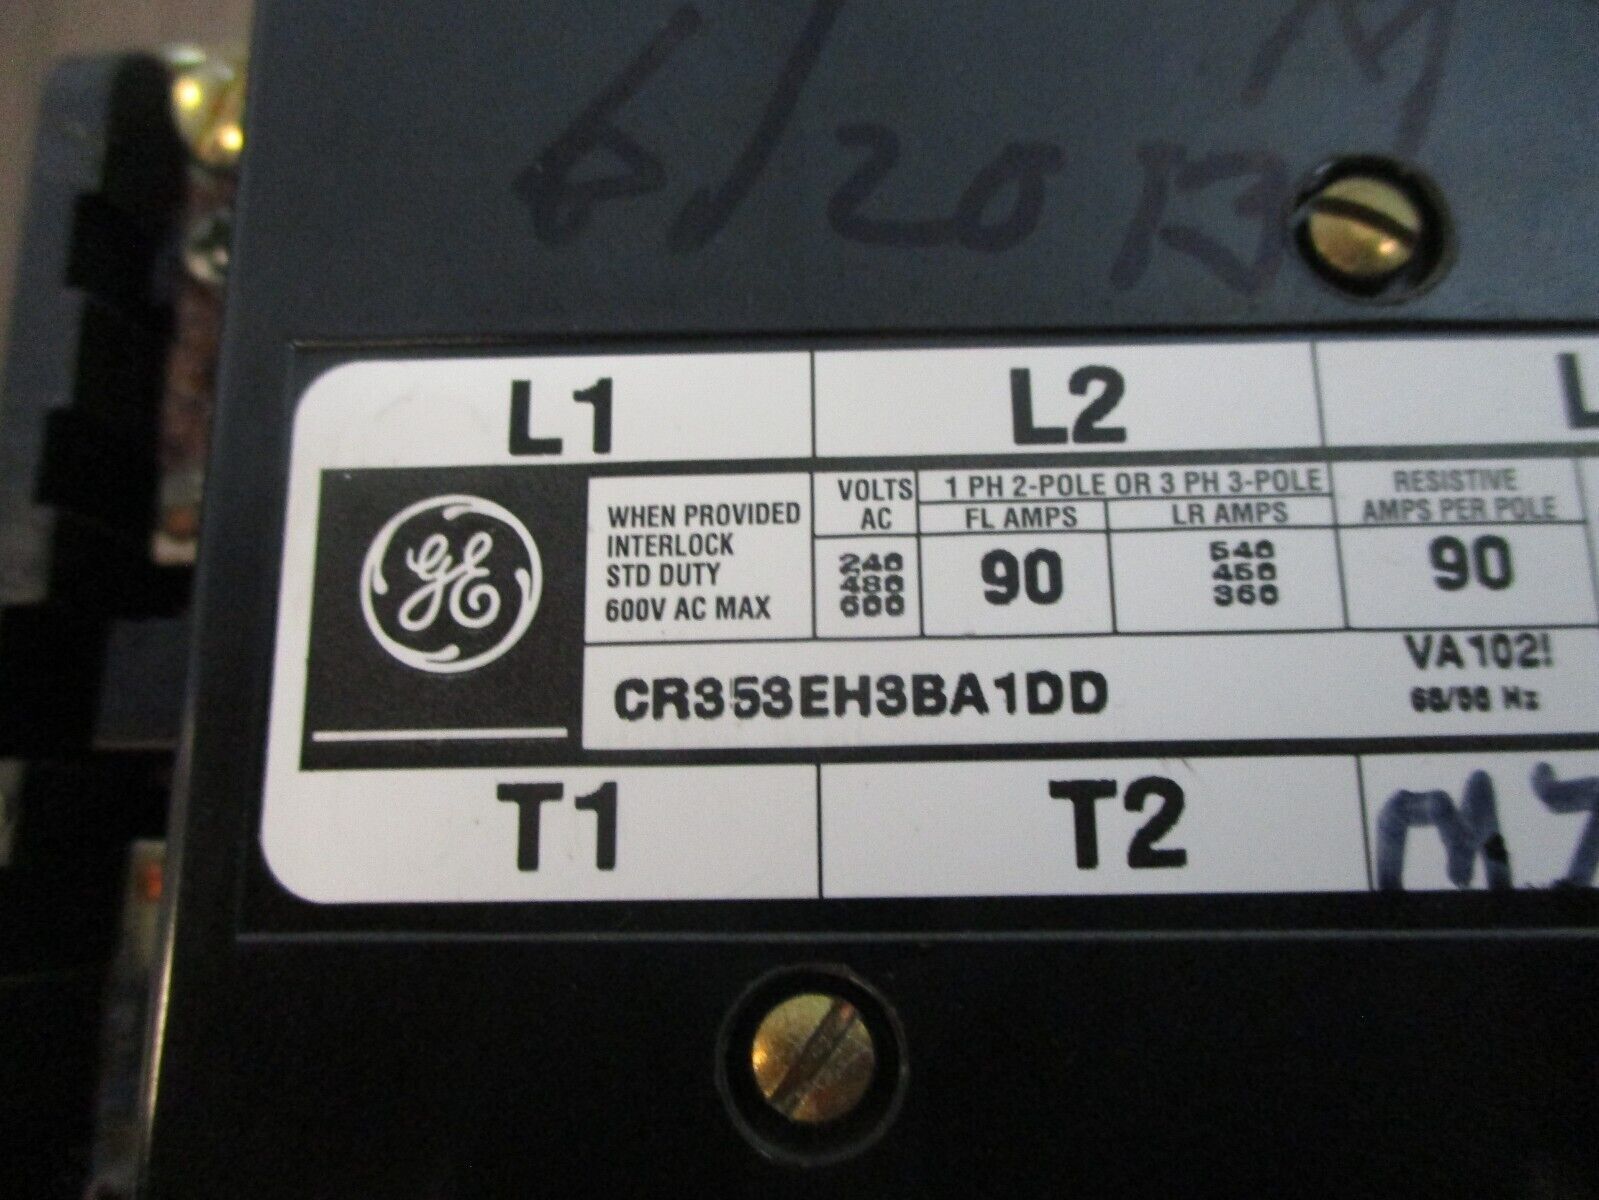 6/20
L1
L2
L
GE
WHEN PROVIDED
INTERLOCK
STD DUTY
600V AC MAX
VOLTS
AC
240
480
600
1 PH 2-POLE OR 3 PH 3-POLE
FL AMPS
90
LR AMPS
540
450
360
RESISTIVE
AMPS PER POLE
90
CR353EH3BA1DD
VA102
Hz
T1
T2